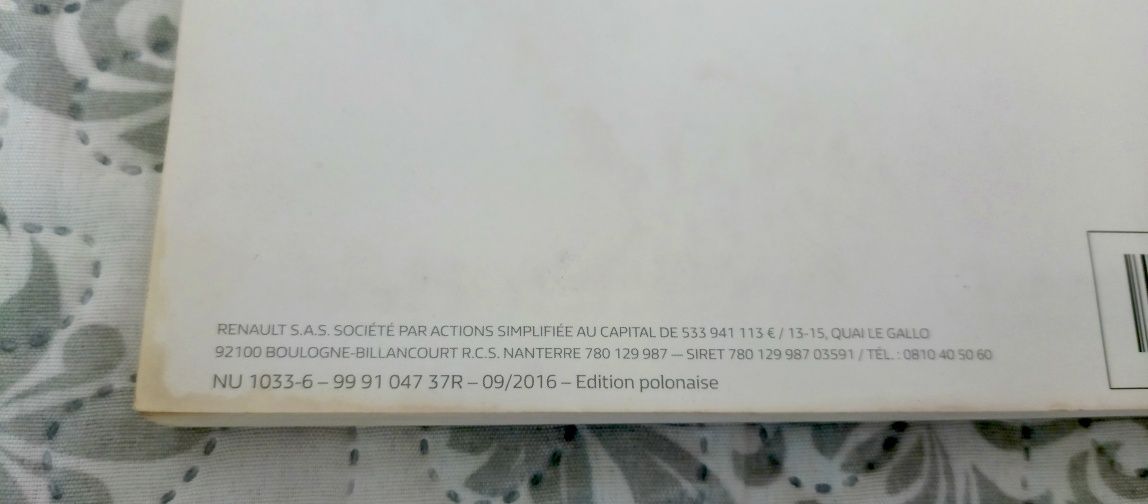 RENAULT S.A.S. SOCIÉTÉ PAR ACTIONS SIMPLIFIÉE AU CAPITAL DE 533 941 113 € / 13-15, QUAI LE GALLO
92100 BOULOGNE-BILLANCOURT R.C.S. NANTERRE 780 129 987 — SIRET 780 129 987 03591 / TÉL. : 0810 40 50 60
NU 1033-6 – 99 91 047 37R – 09/2016 – Edition polonaise